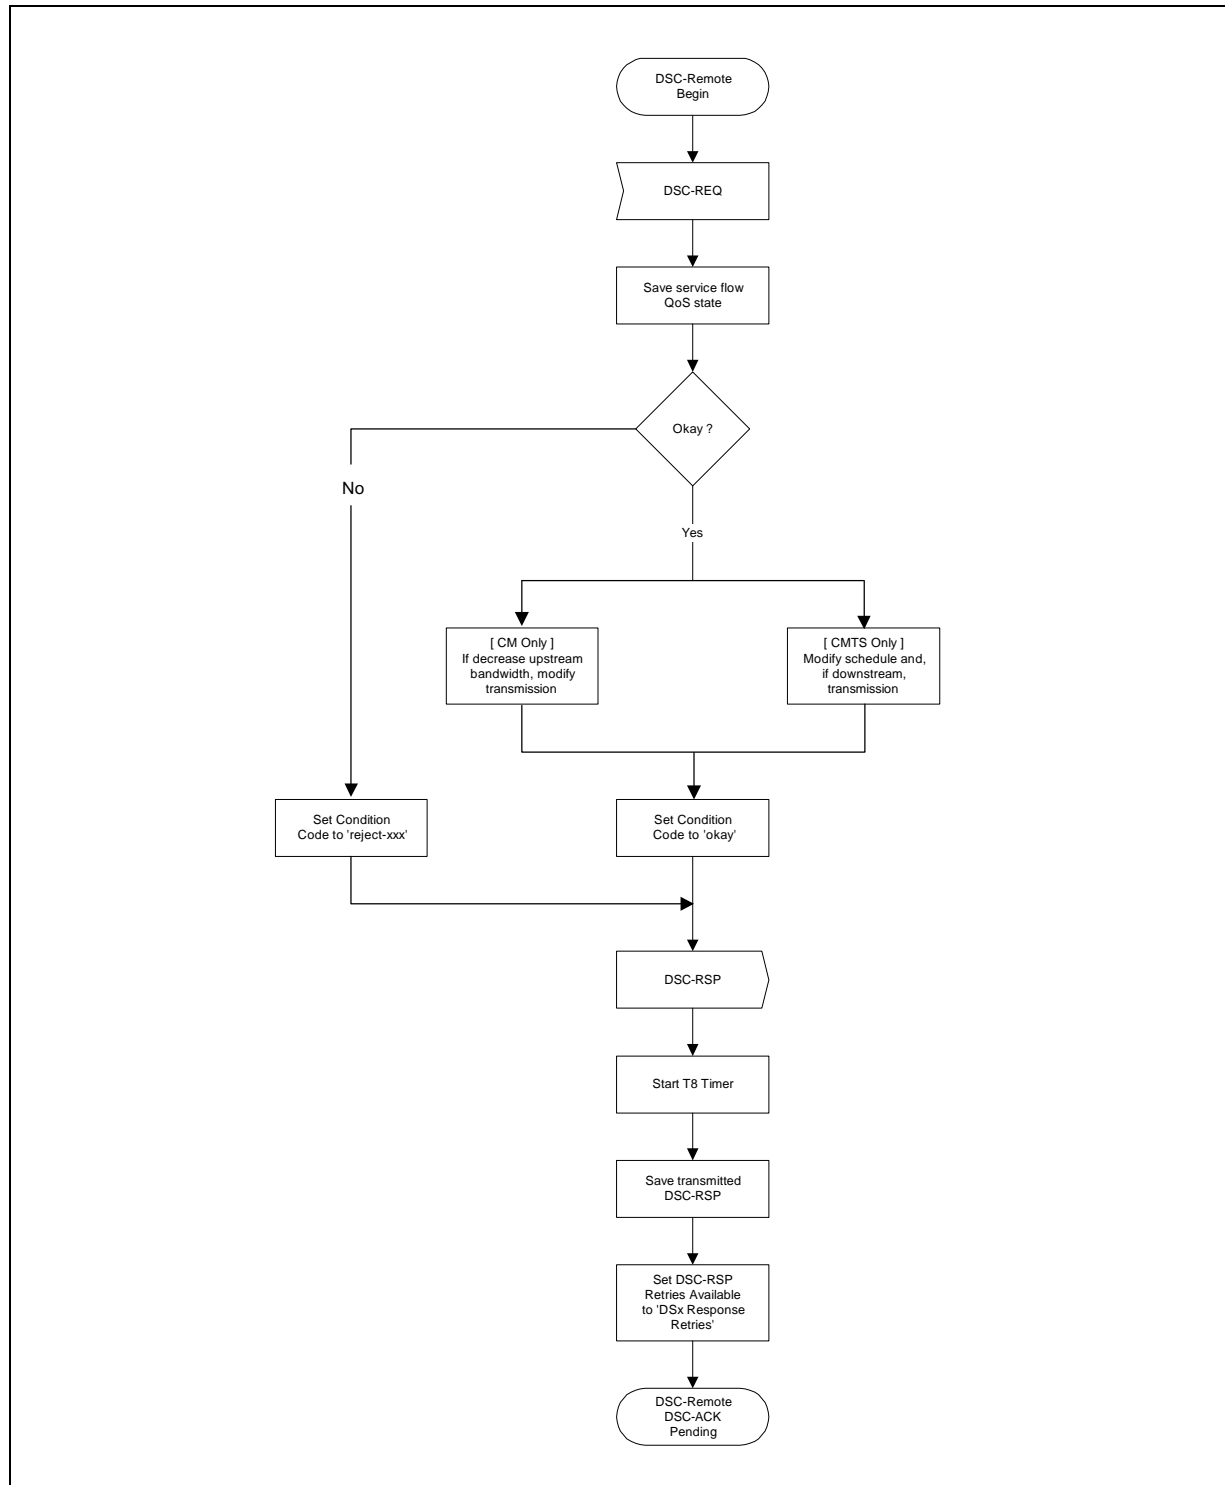 DSC-Remote
Begin
DSC-REQ
Save service flow
QoS state
Okay ?
No
Yes
[ CM Only ]
If decrease upstream
bandwidth, modify
transmission
[ CMTS Only ]
Modify schedule and,
if downstream,
transmission
Set Condition
Code to 'reject-xxx'
Set Condition
Code to 'okay'
DSC-RSP
Start T8 Timer
Save transmitted
DSC-RSP
Set DSC-RSP
Retries Available
to 'DSx Response
Retries'
DSC-Remote
DSC-ACK
Pending